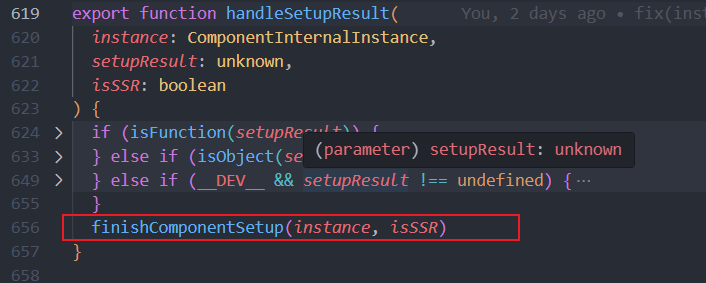 619 export function handleSetupResult( You, 2 days ago • fix(inst
620 instance: ComponentInternalInstance,
621 setupResult: unknown,
622 isSSR: boolean
623 ) {
624 > if (isFunction(setupResult)) {
633 > } else if (isObject(se (parameter) setupResult: unknown
649 > } else if (__DEV__ && setupResult !== undefined) { ⋯
655 }
656 finishComponentSetup(instance, isSSR)
657 }
658